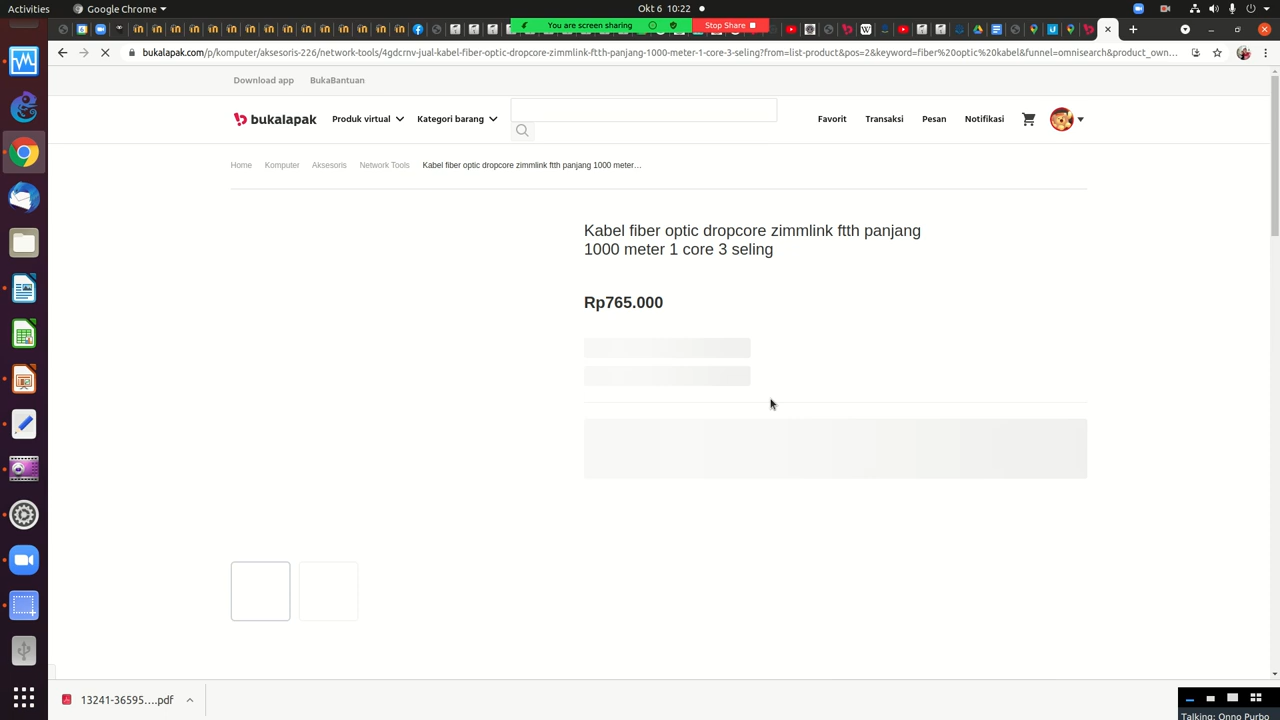 Activities
Google Chrome
Okt 6 10:22
You are screen sharing
Stop Share
bukalapak.com/p/komputer/aksesoris-226/network-tools/4gdcrnv-jual-kabel-fiber-optic-dropcore-zimmlink-ftth-panjang-1000-meter-1-core-3-seling?from=list-product&pos=2&keyword=fiber%20optic%20kabel&funnel=omnisearch&product_own...
Download app BukaBantuan
bukalapak Produk virtual Kategori barang Favorit Transaksi Pesan Notifikasi
Home Komputer Aksesoris Network Tools Kabel fiber optic dropcore zimmlink ftth panjang 1000 meter...
Kabel fiber optic dropcore zimmlink ftth panjang
1000 meter 1 core 3 seling
Rp765.000
13241-36595....pdf
Talking: Onno Purbo